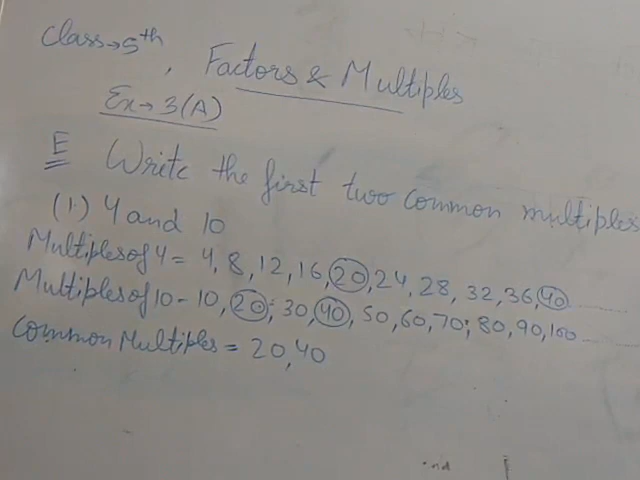 Class→5th
, Factors & Multiples
Ex→3(A)
E Write the first two common multiples
(1.) 4 and 10
Multiples of 4 = 4, 8, 12, 16, 20, 24, 28, 32, 36, 40 ........
Multiples of 10 - 10, 20; 30, 40, 50, 60, 70; 80, 90, 100 ........
Common Multiples = 20, 40